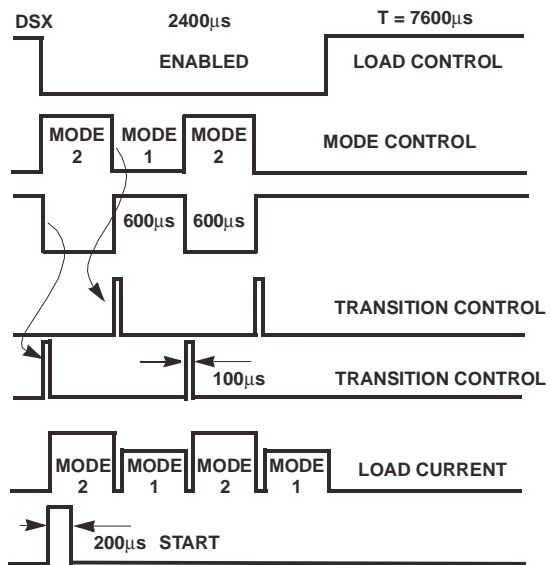 DSX 2400μs T = 7600μs
ENABLED LOAD CONTROL
MODE 2 MODE 1 MODE 2 MODE CONTROL
600μs 600μs
TRANSITION CONTROL
100μs TRANSITION CONTROL
MODE 2 MODE 1 MODE 2 MODE 1 LOAD CURRENT
200μs START